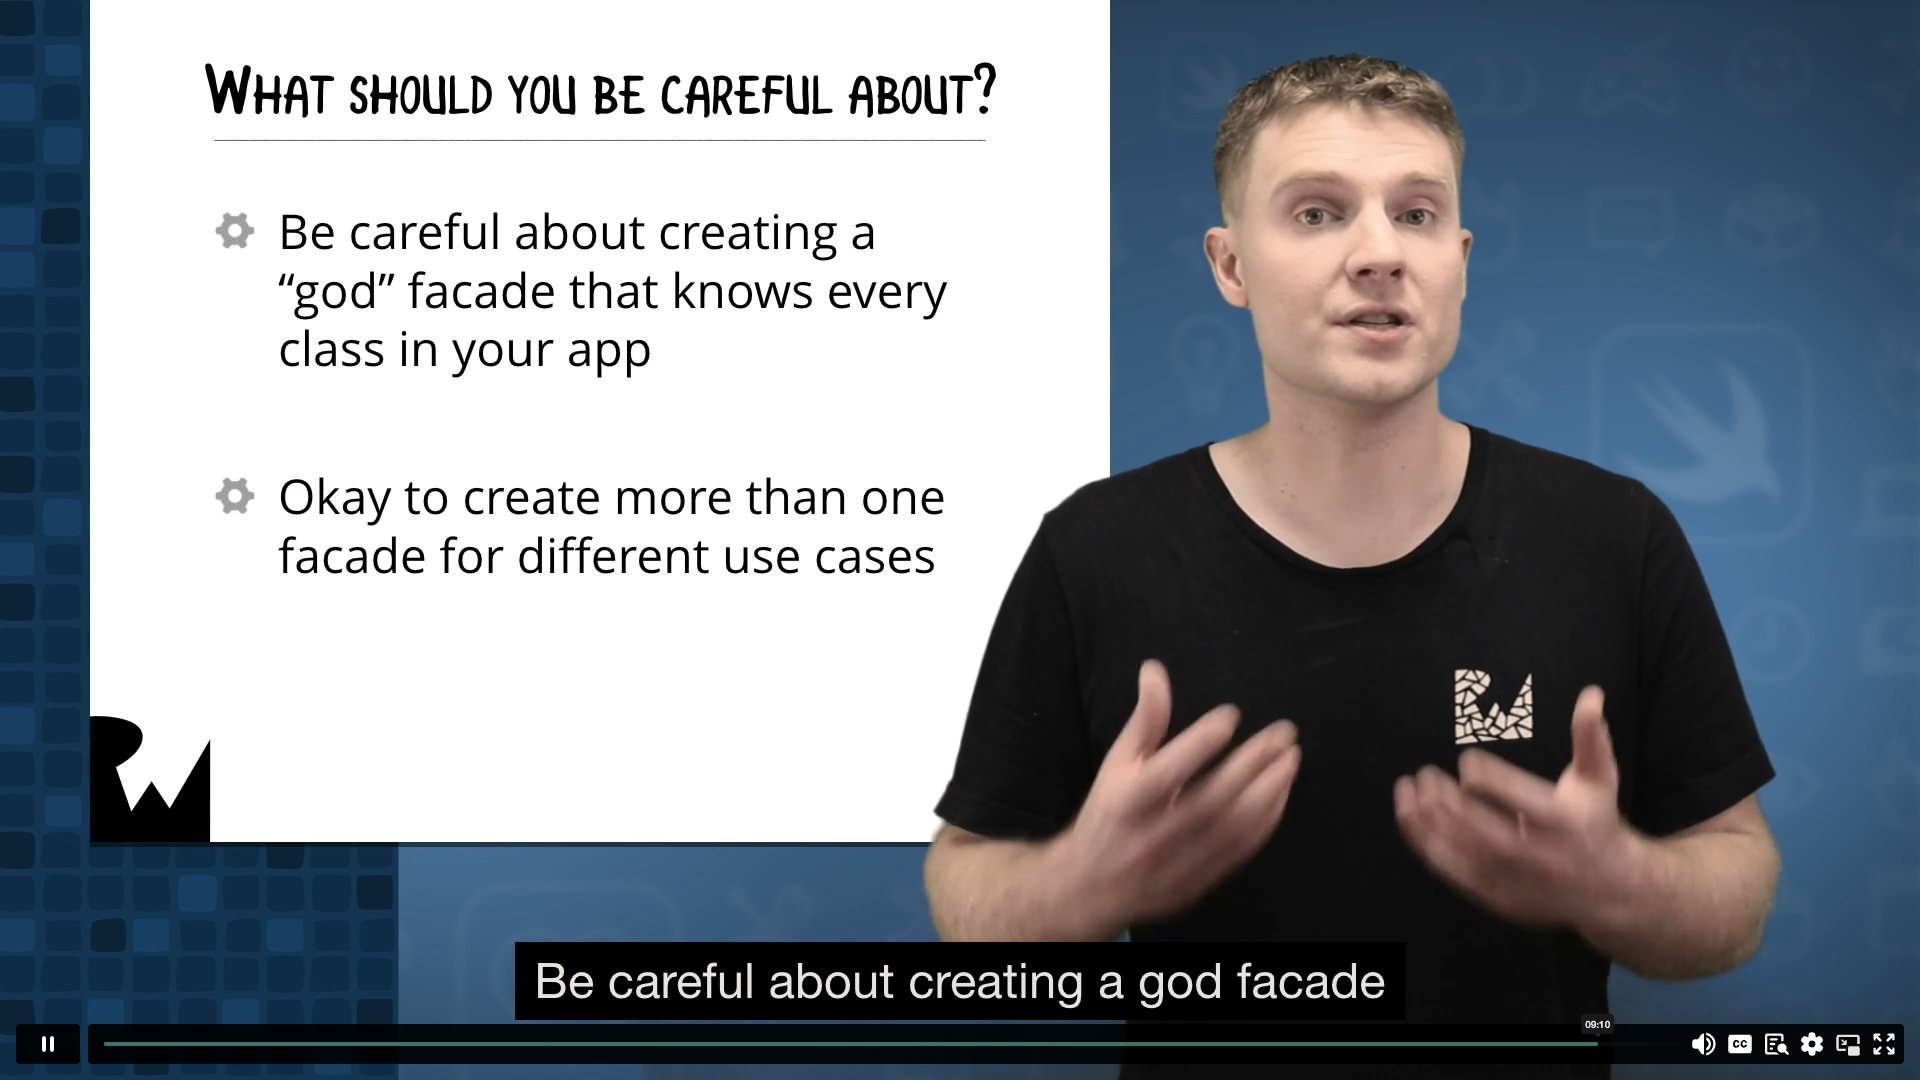 WHAT SHOULD YOU BE CAREFUL ABOUT?
Be careful about creating a
“god” facade that knows every
class in your app
Okay to create more than one
facade for different use cases
RW
RW
Be careful about creating a god facade
09:10
CC